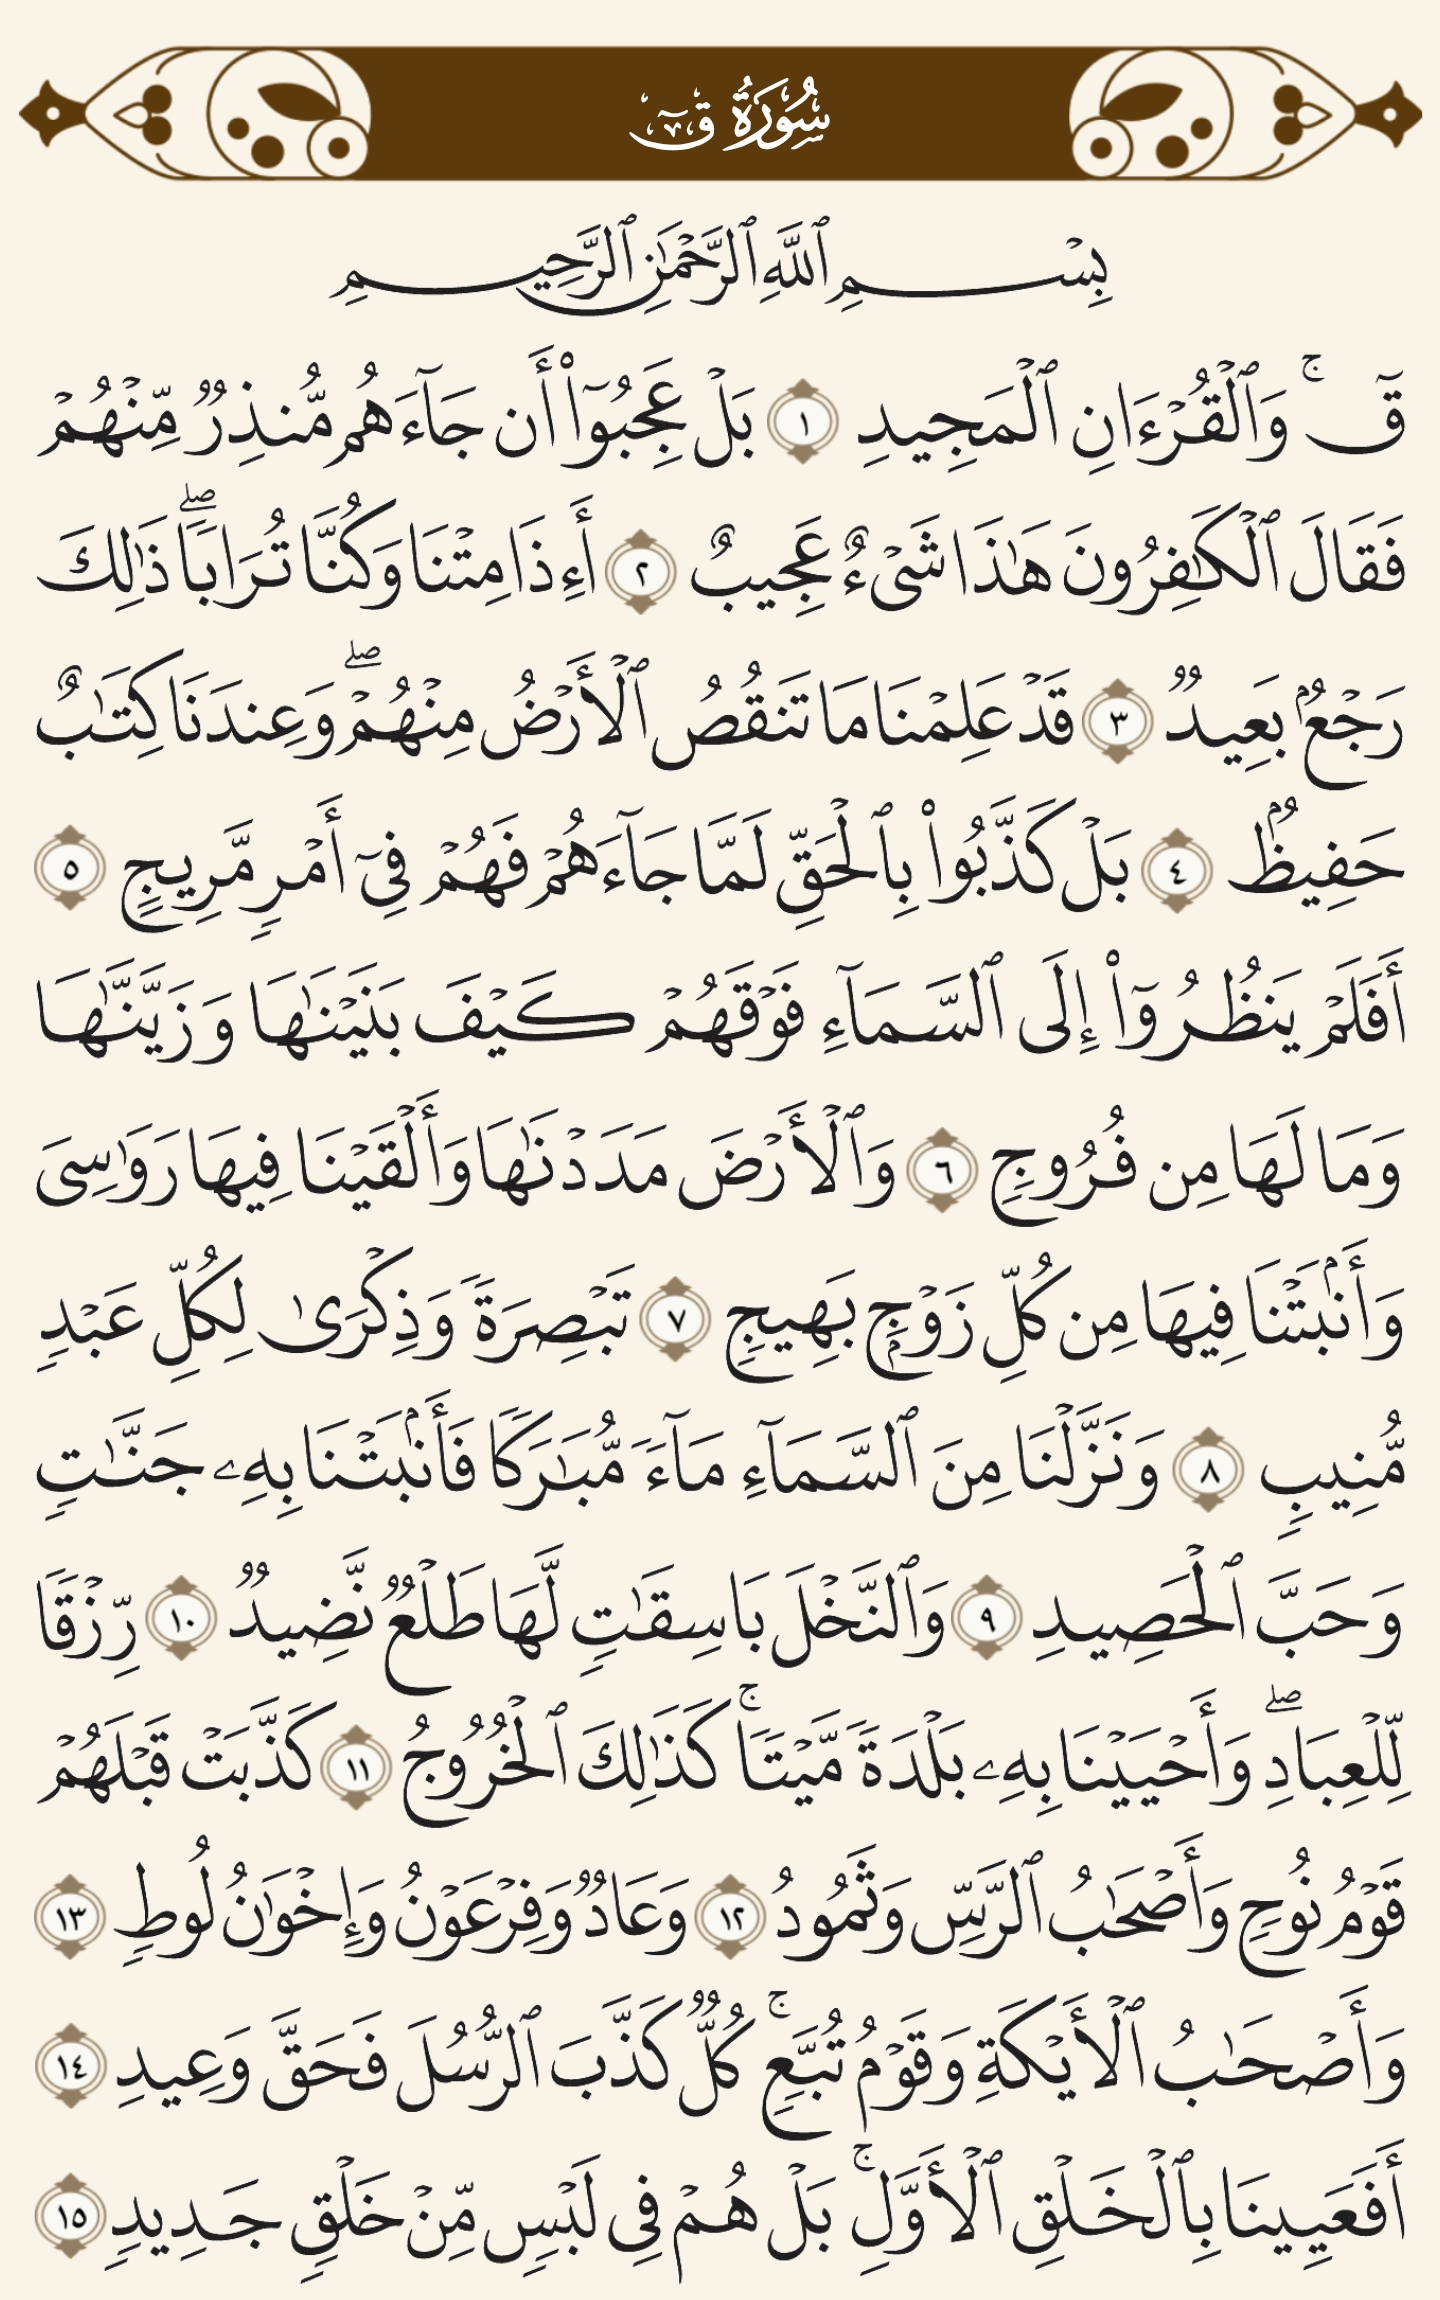 سُورَةُ قٓ
بِسْمِ ٱللَّهِ ٱلرَّحْمَٰنِ ٱلرَّحِيمِ
قٓۚ وَٱلْقُرْءَانِ ٱلْمَجِيدِ ١ بَلْ عَجِبُوٓا۟ أَن جَآءَهُم مُّنذِرٌ مِّنْهُمْ
فَقَالَ ٱلْكَٰفِرُونَ هَٰذَا شَىْءٌ عَجِيبٌ ٢ أَءِذَا مِتْنَا وَكُنَّا تُرَابًاۖ ذَٰلِكَ
رَجْعٌۢ بَعِيدٌ ٣ قَدْ عَلِمْنَا مَا تَنقُصُ ٱلْأَرْضُ مِنْهُمْۖ وَعِندَنَا كِتَٰبٌ
حَفِيظٌۢ ٤ بَلْ كَذَّبُوا۟ بِٱلْحَقِّ لَمَّا جَآءَهُمْ فَهُمْ فِىٓ أَمْرٍ مَّرِيجٍ ٥
أَفَلَمْ يَنظُرُوٓا۟ إِلَى ٱلسَّمَآءِ فَوْقَهُمْ كَيْفَ بَنَيْنَٰهَا وَزَيَّنَّٰهَا
وَمَا لَهَا مِن فُرُوجٍ ٦ وَٱلْأَرْضَ مَدَدْنَٰهَا وَأَلْقَيْنَا فِيهَا رَوَٰسِىَ
وَأَنۢبَتْنَا فِيهَا مِن كُلِّ زَوْجٍۭ بَهِيجٍ ٧ تَبْصِرَةً وَذِكْرَىٰ لِكُلِّ عَبْدٍ
مُّنِيبٍ ٨ وَنَزَّلْنَا مِنَ ٱلسَّمَآءِ مَآءً مُّبَٰرَكًا فَأَنۢبَتْنَا بِهِۦ جَنَّٰتٍ
وَحَبَّ ٱلْحَصِيدِ ٩ وَٱلنَّخْلَ بَاسِقَٰتٍ لَّهَا طَلْعٌ نَّضِيدٌ ١٠ رِّزْقًا
لِّلْعِبَادِۖ وَأَحْيَيْنَا بِهِۦ بَلْدَةً مَّيْتًاۚ كَذَٰلِكَ ٱلْخُرُوجُ ١١ كَذَّبَتْ قَبْلَهُمْ
قَوْمُ نُوحٍ وَأَصْحَٰبُ ٱلرَّسِّ وَثَمُودُ ١٢ وَعَادٌ وَفِرْعَوْنُ وَإِخْوَٰنُ لُوطٍ ١٣
وَأَصْحَٰبُ ٱلْأَيْكَةِ وَقَوْمُ تُبَّعٍۚ كُلٌّ كَذَّبَ ٱلرُّسُلَ فَحَقَّ وَعِيدِ ١٤
أَفَعَيِينَا بِٱلْخَلْقِ ٱلْأَوَّلِۚ بَلْ هُمْ فِى لَبْسٍ مِّنْ خَلْقٍ جَدِيدٍ ١٥